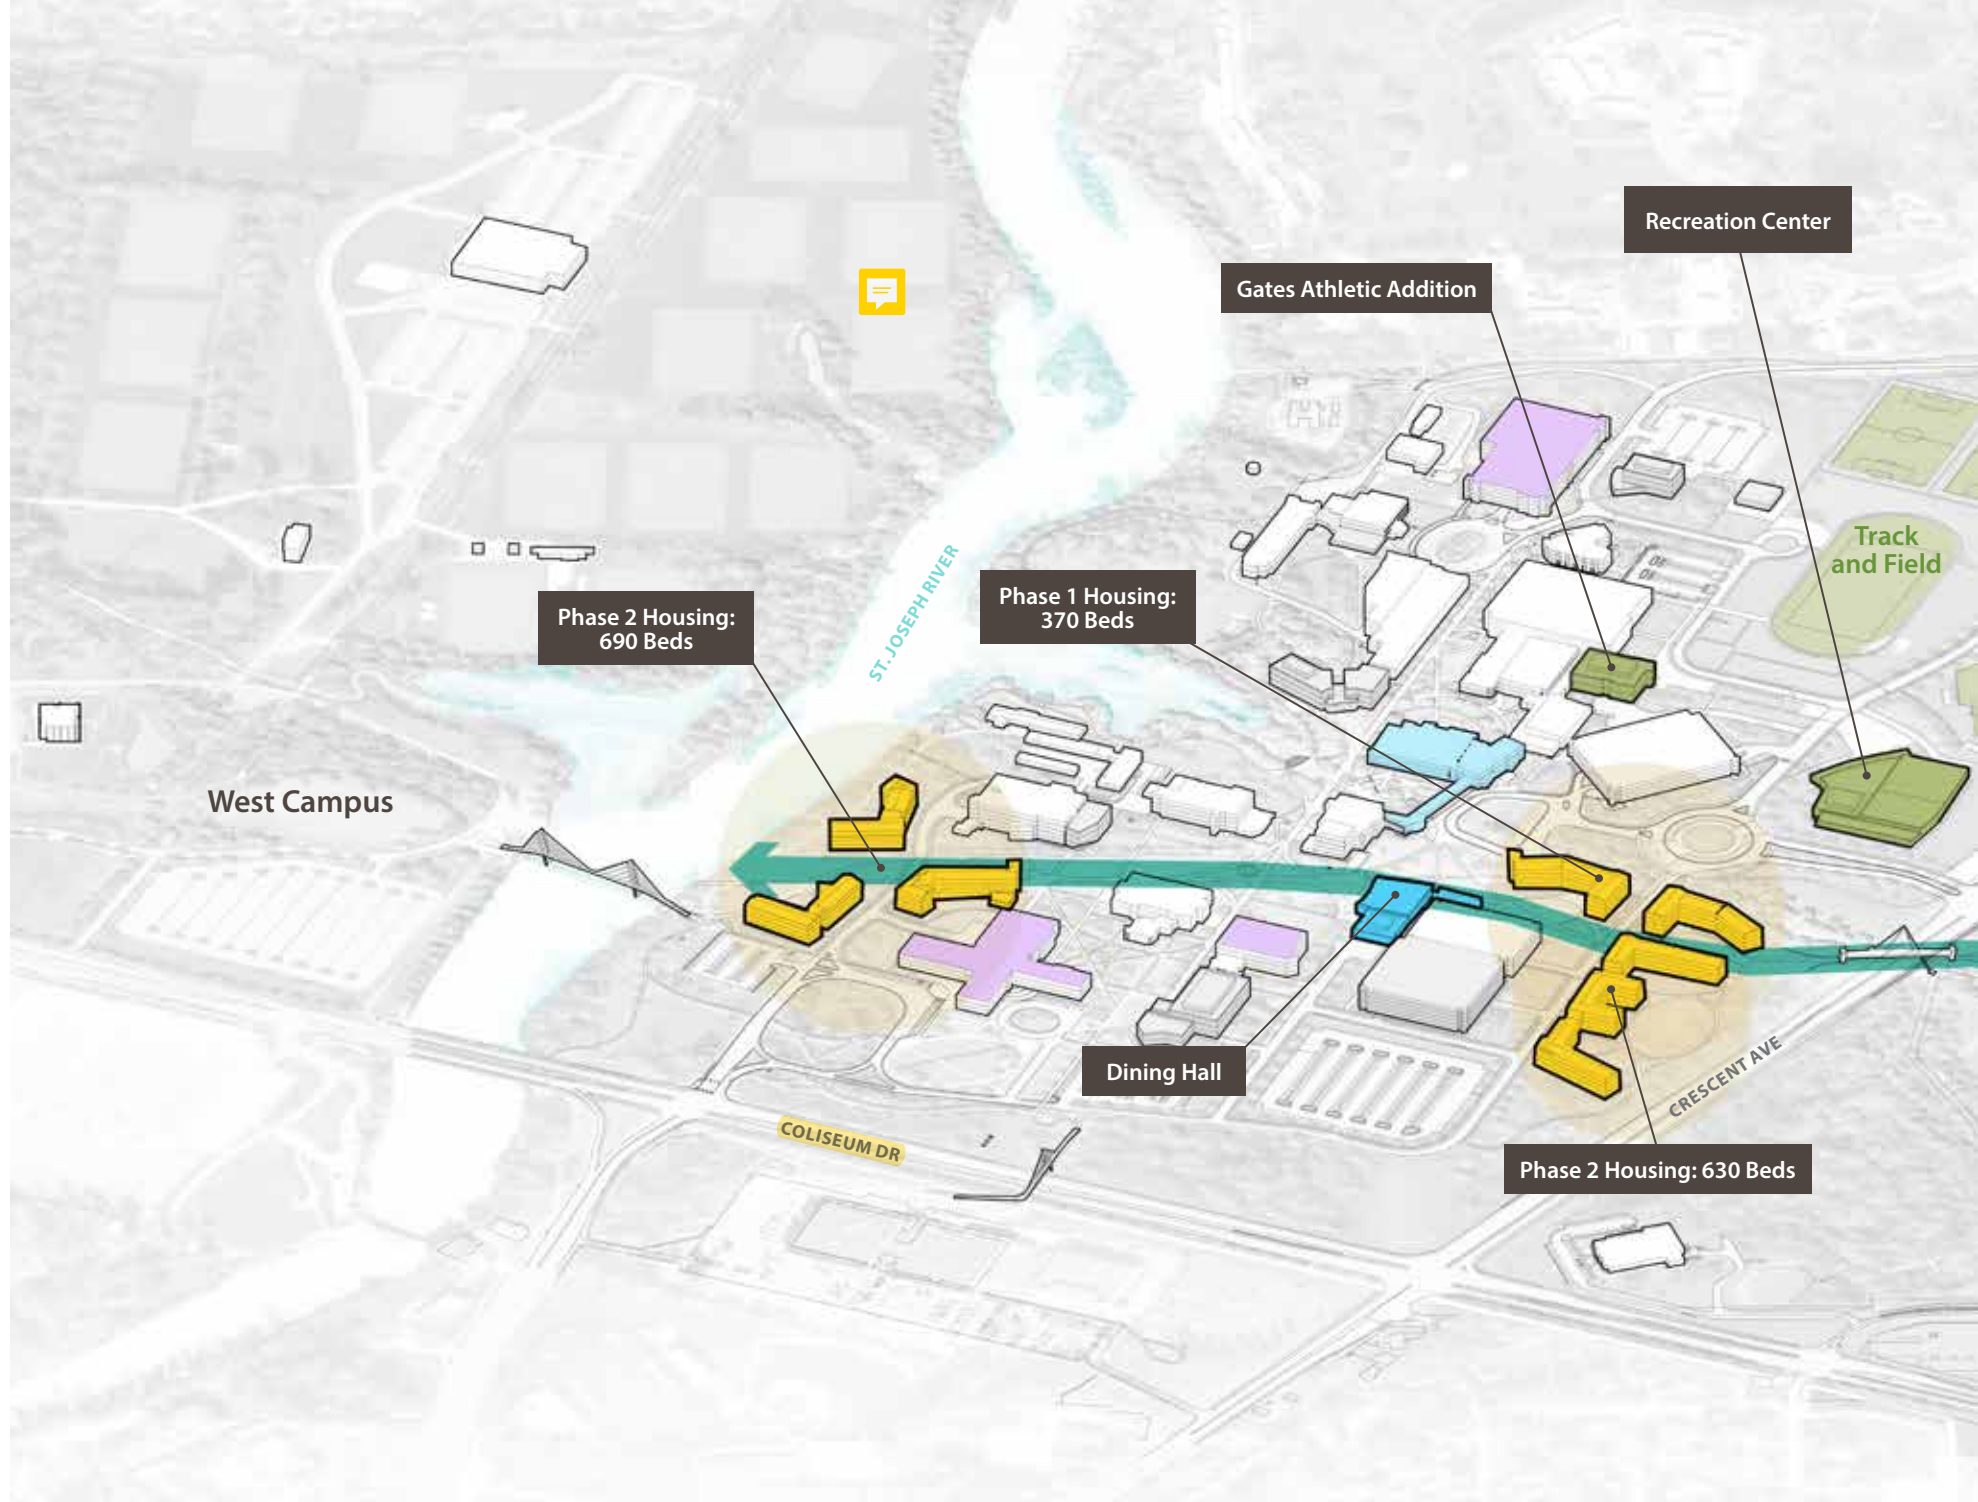 Recreation Center
Gates Athletic Addition
Track
and Field
ST. JOSEPH RIVER
Phase 1 Housing:
370 Beds
Phase 2 Housing:
690 Beds
West Campus
Dining Hall
CRESCENT AVE
COLISEUM DR
Phase 2 Housing: 630 Beds